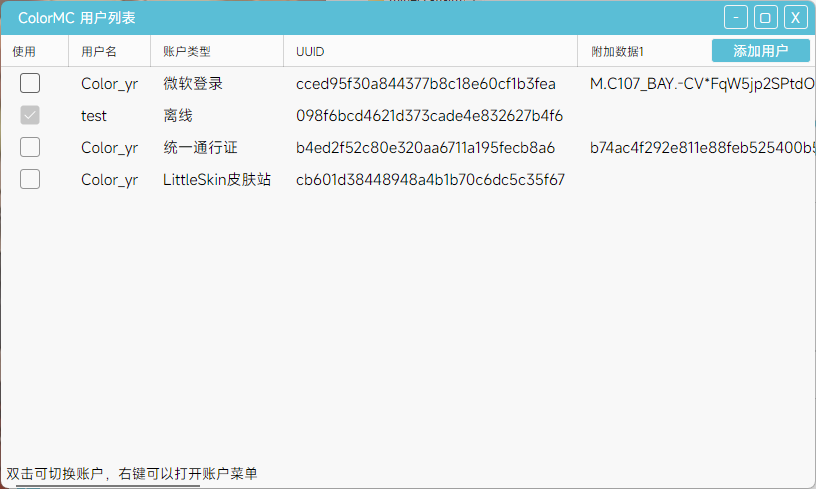 ColorMC 用户列表
使用 用户名 账户类型 UUID 附加数据1 添加用户
Color_yr 微软登录 cced95f30a844377b8c18e60cf1b3fea M.C107_BAY.-CV*FqW5jp2SPtdO
test 离线 098f6bcd4621d373cade4e832627b4f6
Color_yr 统一通行证 b4ed2f52c80e320aa6711a195fecb8a6 b74ac4f292e811e88feb525400b5
Color_yr LittleSkin皮肤站 cb601d38448948a4b1b70c6dc5c35f67
双击可切换账户，右键可以打开账户菜单